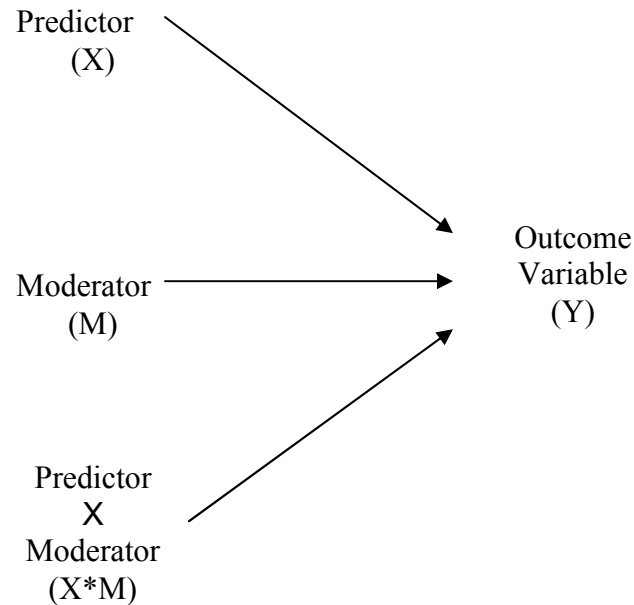 Predictor
(X)
Outcome
Variable
(Y)
Moderator
(M)
Predictor
X
Moderator
(X*M)